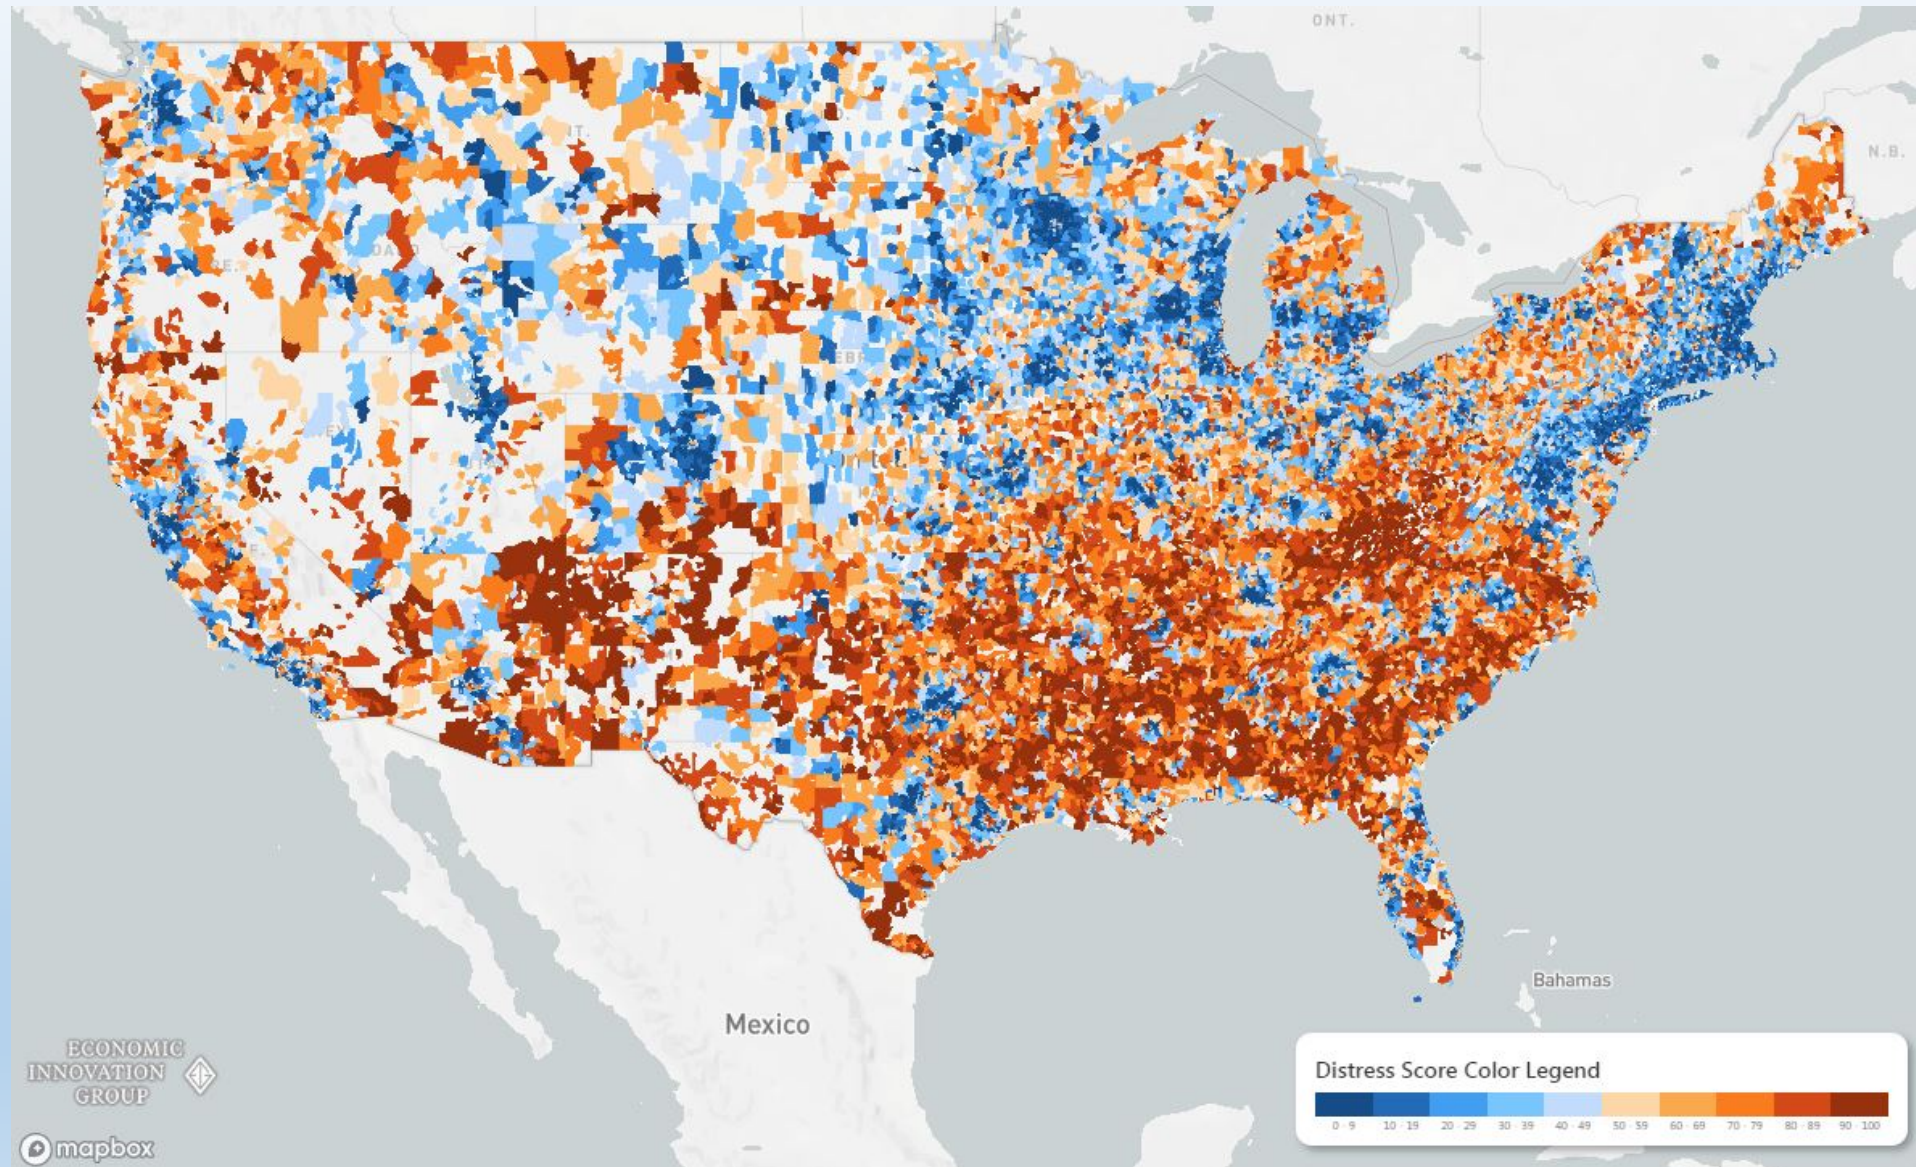 ONT.
N.B.
Bahamas
Mexico
ECONOMIC
INNOVATION
GROUP
mapbox
Distress Score Color Legend
0 - 9 10 - 19 20 - 29 30 - 39 40 - 49 50 - 59 60 - 69 70 - 79 80 - 89 90 - 100